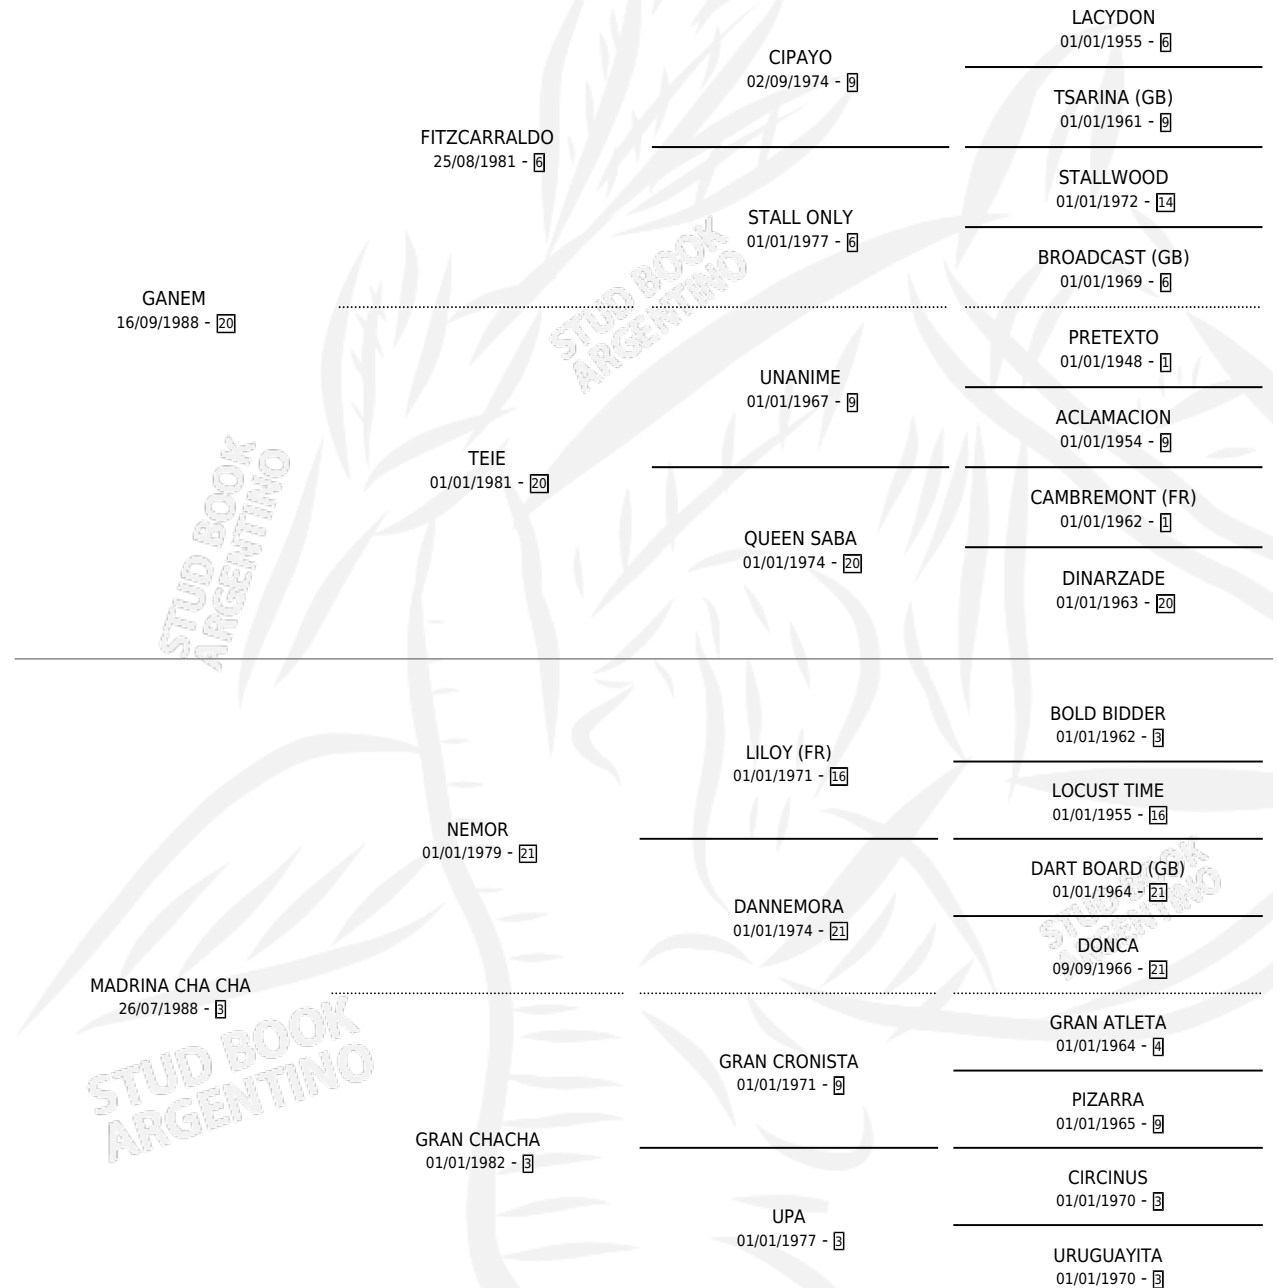 LACYDON
01/01/1955 - 6
CIPAYO
02/09/1974 - 9
TSARINA (GB)
01/01/1961 - 9
FITZCARRALDO
25/08/1981 - 6
STALLWOOD
01/01/1972 - 14
STALL ONLY
01/01/1977 - 6
BROADCAST (GB)
01/01/1969 - 6
GANEM
16/09/1988 - 20
PRETEXTO
01/01/1948 - 1
UNANIME
01/01/1967 - 9
ACLAMACION
01/01/1954 - 9
TEIE
01/01/1981 - 20
CAMBREMONT (FR)
01/01/1962 - 1
QUEEN SABA
01/01/1974 - 20
DINARZADE
01/01/1963 - 20
STUD BOOK
ARGENTINO
STUD BOOK
ARGENTINO
BOLD BIDDER
01/01/1962 - 3
LILOY (FR)
01/01/1971 - 16
LOCUST TIME
01/01/1955 - 16
NEMOR
01/01/1979 - 21
DART BOARD (GB)
01/01/1964 - 21
DANNEMORA
01/01/1974 - 21
DONCA
09/09/1966 - 21
MADRINA CHA CHA
26/07/1988 - 3
GRAN ATLETA
01/01/1964 - 4
GRAN CRONISTA
01/01/1971 - 9
PIZARRA
01/01/1965 - 9
GRAN CHACHA
01/01/1982 - 3
CIRCINUS
01/01/1970 - 3
UPA
01/01/1977 - 3
URUGUAYITA
01/01/1970 - 3
STUD BOOK
ARGENTINO
STUD BOOK
ARGENTINO